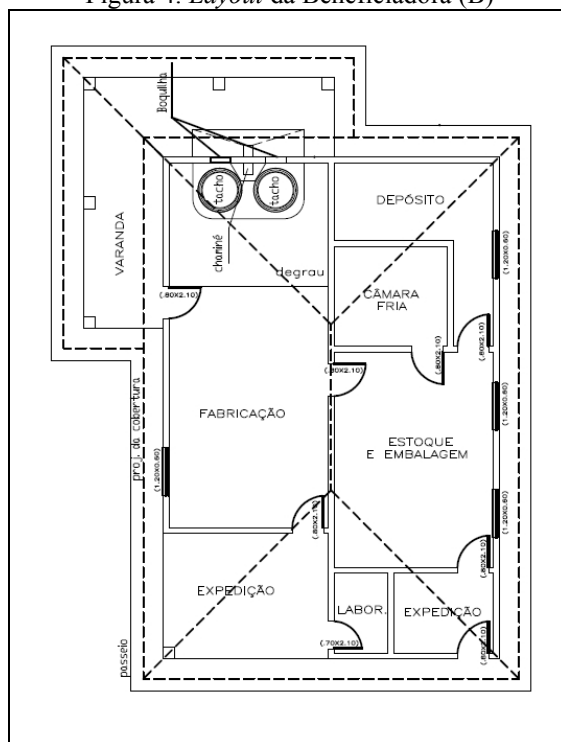 Figura 4. Layout da Beneficiadora (B)
Boquilha
tacho
tacho
DEPÓSITO
VARANDA
chaminé
(1.20X0.60)
degrau
CÂMARA
FRIA
(.80X2.10)
(.80X2.10)
(.80X2.10)
(.80X2.10)
FABRICAÇÃO
(1.20X0.60)
proj. da cobertura
ESTOQUE
E EMBALAGEM
(1.20X0.60)
(1.20X0.60)
(.80X2.10)
(.80X2.10)
EXPEDIÇÃO
LABOR.
EXPEDIÇÃO
(.70X2.10)
(.80X2.10)
passeio